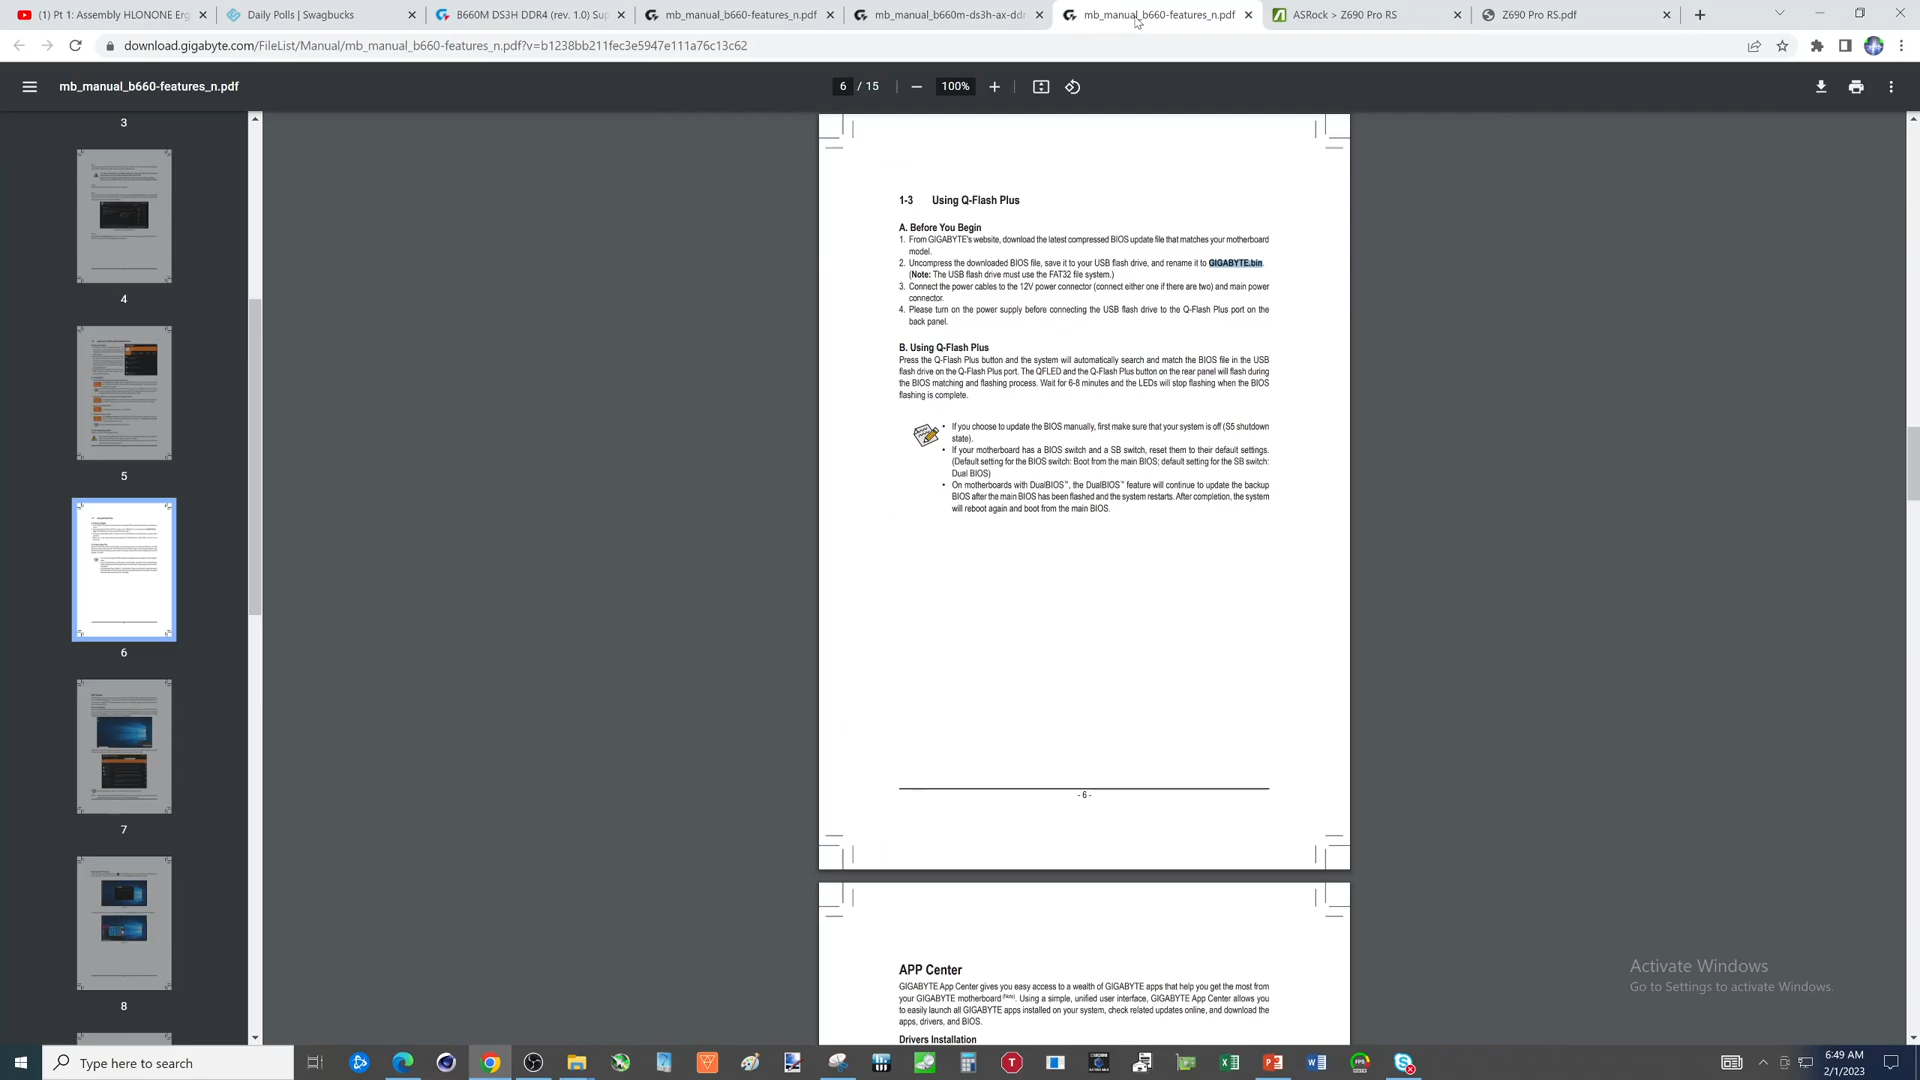 (1) Pt 1: Assembly HLONONE Erg
Daily Polls | Swagbucks
B660M DS3H DDR4 (rev. 1.0) Sup
mb_manual_b660-features_n.pdf
mb_manual_b660m-ds3h-ax-ddr
mb_manual_b660-features_n.pdf
ASRock > Z690 Pro RS
Z690 Pro RS.pdf
download.gigabyte.com/FileList/Manual/mb_manual_b660-features_n.pdf?v=b1238bb211fec3e5947e111a76c13c62
mb_manual_b660-features_n.pdf
6 / 15
100%
3
4
5
6
7
8
1-3 Using Q-Flash Plus
A. Before You Begin
1. From GIGABYTE's website, download the latest compressed BIOS update file that matches your motherboard
model.
2. Uncompress the downloaded BIOS file, save it to your USB flash drive, and rename it to GIGABYTE.bin.
(Note: The USB flash drive must use the FAT32 file system.)
3. Connect the power cables to the 12V power connector (connect either one if there are two) and main power
connector.
4. Please turn on the power supply before connecting the USB flash drive to the Q-Flash Plus port on the
back panel.
B. Using Q-Flash Plus
Press the Q-Flash Plus button and the system will automatically search and match the BIOS file in the USB
flash drive on the Q-Flash Plus port. The QFLED and the Q-Flash Plus button on the rear panel will flash during
the BIOS matching and flashing process. Wait for 6-8 minutes and the LEDs will stop flashing when the BIOS
flashing is complete.
• If you choose to update the BIOS manually, first make sure that your system is off (S5 shutdown
state).
• If your motherboard has a BIOS switch and a SB switch, reset them to their default settings.
(Default setting for the BIOS switch: Boot from the main BIOS; default setting for the SB switch:
Dual BIOS)
• On motherboards with DualBIOS™, the DualBIOS™ feature will continue to update the backup
BIOS after the main BIOS has been flashed and the system restarts. After completion, the system
will reboot again and boot from the main BIOS.
- 6 -
APP Center
GIGABYTE App Center gives you easy access to a wealth of GIGABYTE apps that help you get the most from
your GIGABYTE motherboard (Note). Using a simple, unified user interface, GIGABYTE App Center allows you
to easily launch all GIGABYTE apps installed on your system, check related updates online, and download the
apps, drivers, and BIOS.
Drivers Installation
Activate Windows
Go to Settings to activate Windows.
Type here to search
6:49 AM
2/1/2023